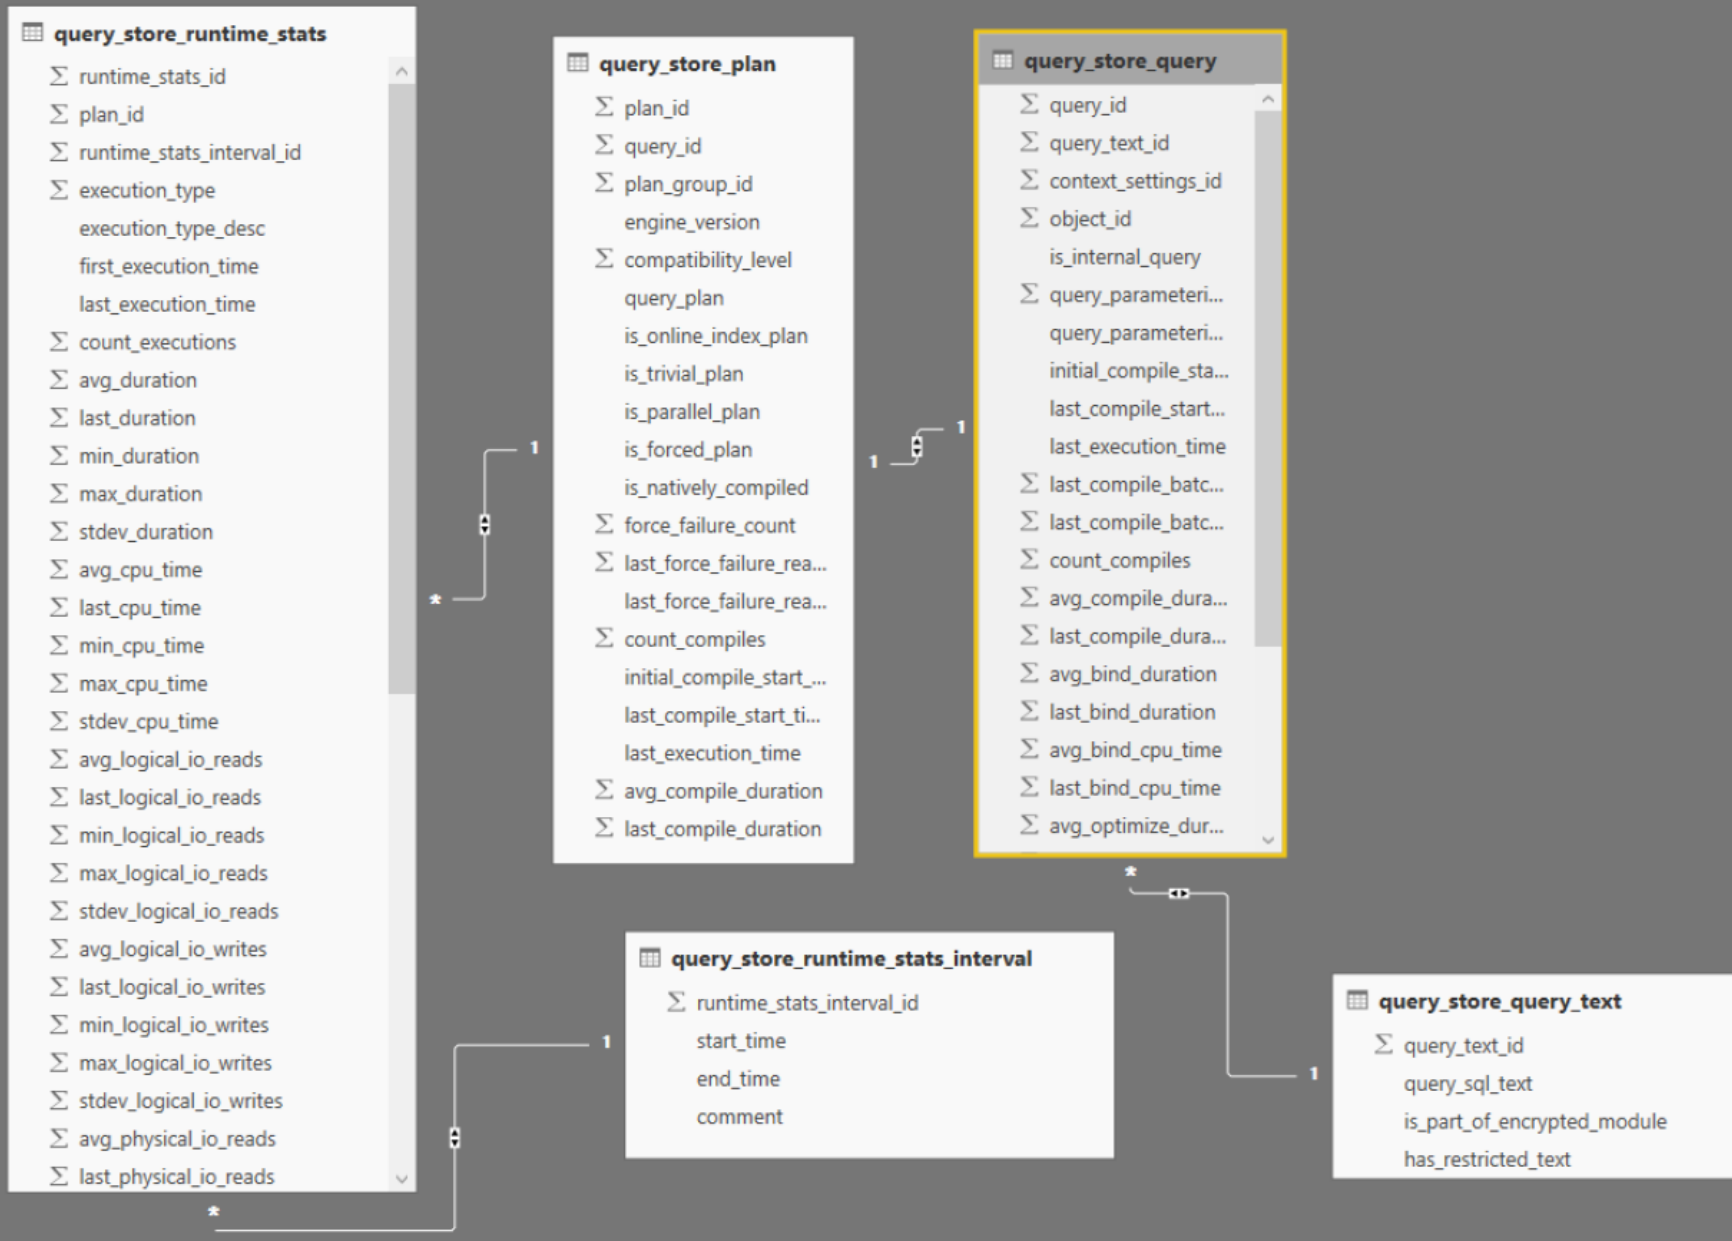 query_store_runtime_stats
runtime_stats_id
plan_id
runtime_stats_interval_id
execution_type
execution_type_desc
first_execution_time
last_execution_time
count_executions
avg_duration
last_duration
min_duration
max_duration
stdev_duration
avg_cpu_time
last_cpu_time
min_cpu_time
max_cpu_time
stdev_cpu_time
avg_logical_io_reads
last_logical_io_reads
min_logical_io_reads
max_logical_io_reads
stdev_logical_io_reads
avg_logical_io_writes
last_logical_io_writes
min_logical_io_writes
max_logical_io_writes
stdev_logical_io_writes
avg_physical_io_reads
last_physical_io_reads
*
1
*
query_store_plan
plan_id
query_id
plan_group_id
engine_version
compatibility_level
query_plan
is_online_index_plan
is_trivial_plan
is_parallel_plan
is_forced_plan
is_natively_compiled
force_failure_count
last_force_failure_rea...
last_force_failure_rea...
count_compiles
initial_compile_start_...
last_compile_start_ti...
last_execution_time
avg_compile_duration
last_compile_duration
1
1
query_store_query
query_id
query_text_id
context_settings_id
object_id
is_internal_query
query_parameteri...
query_parameteri...
initial_compile_sta...
last_compile_start...
last_execution_time
last_compile_batc...
last_compile_batc...
count_compiles
avg_compile_dura...
last_compile_dura...
avg_bind_duration
last_bind_duration
avg_bind_cpu_time
last_bind_cpu_time
avg_optimize_dur...
*
1
1
query_store_runtime_stats_interval
runtime_stats_interval_id
start_time
end_time
comment
query_store_query_text
query_text_id
query_sql_text
is_part_of_encrypted_module
has_restricted_text